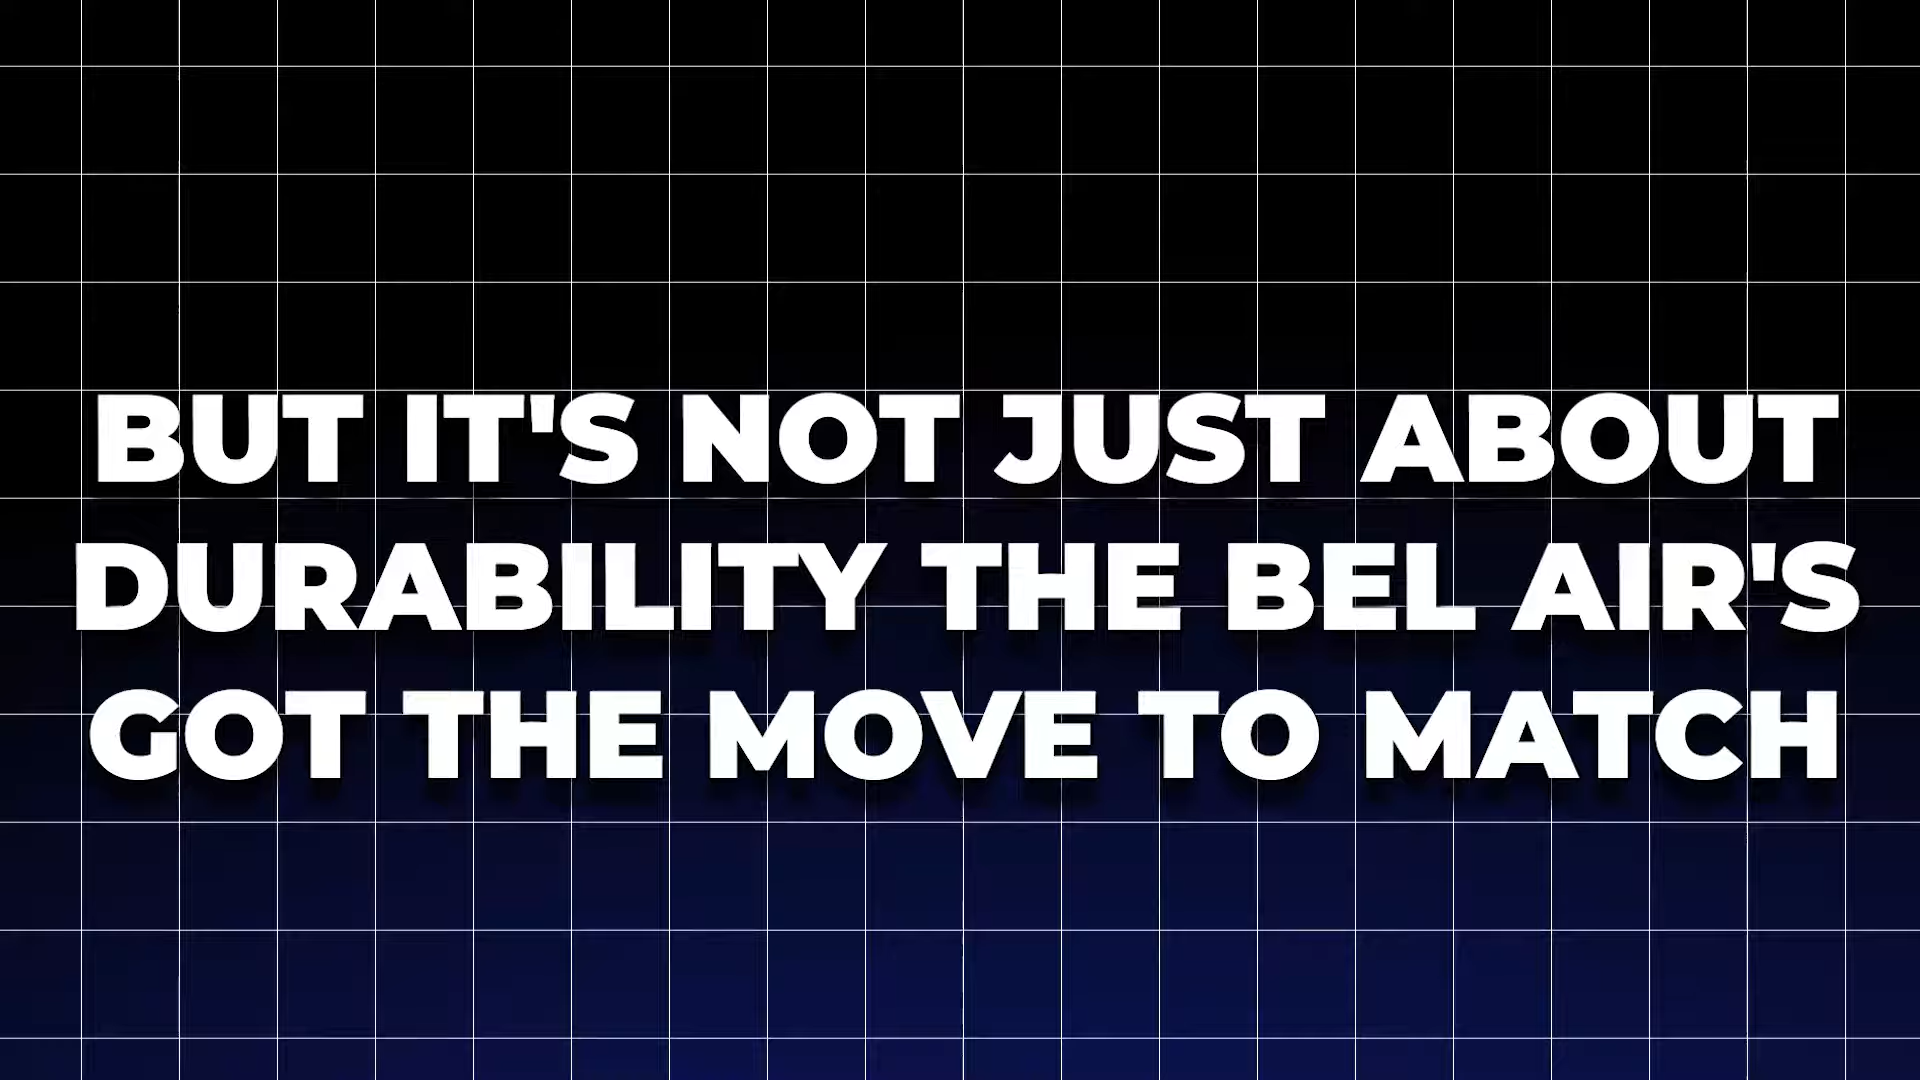 BUT IT'S NOT JUST ABOUT
DURABILITY THE BEL AIR'S
GOT THE MOVE TO MATCH